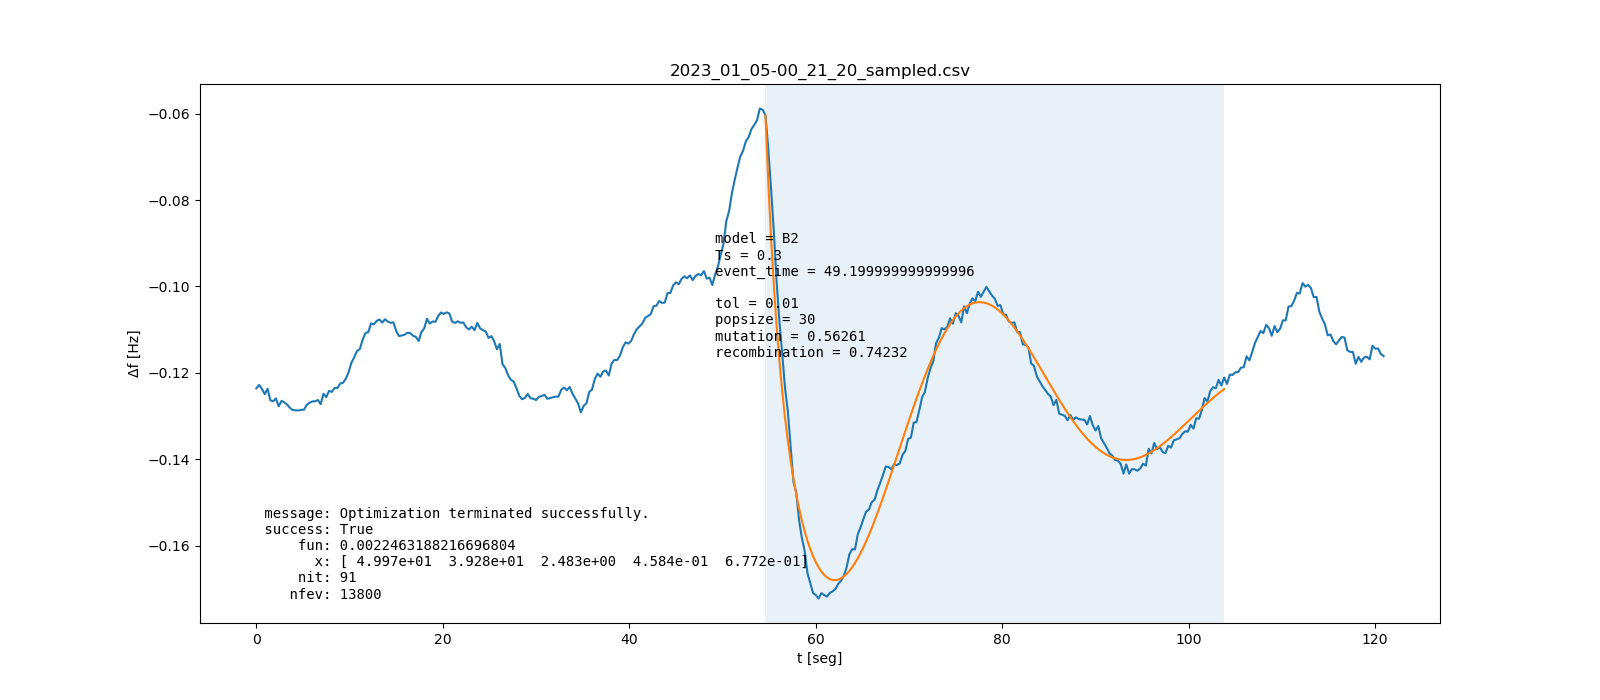 2023_01_05-00_21_20_sampled.csv
−0.06
−0.08
−0.10
−0.12
−0.14
−0.16
Δf [Hz]
model = B2
Ts = 0.3
event_time = 49.199999999999996
tol = 0.01
popsize = 30
mutation = 0.56261
recombination = 0.74232
message: Optimization terminated successfully.
success: True
fun: 0.0022463188216696804
x: [ 4.997e+01  3.928e+01  2.483e+00  4.584e-01  6.772e-01]
nit: 91
nfev: 13800
0 20 40 60 80 100 120
t [seg]